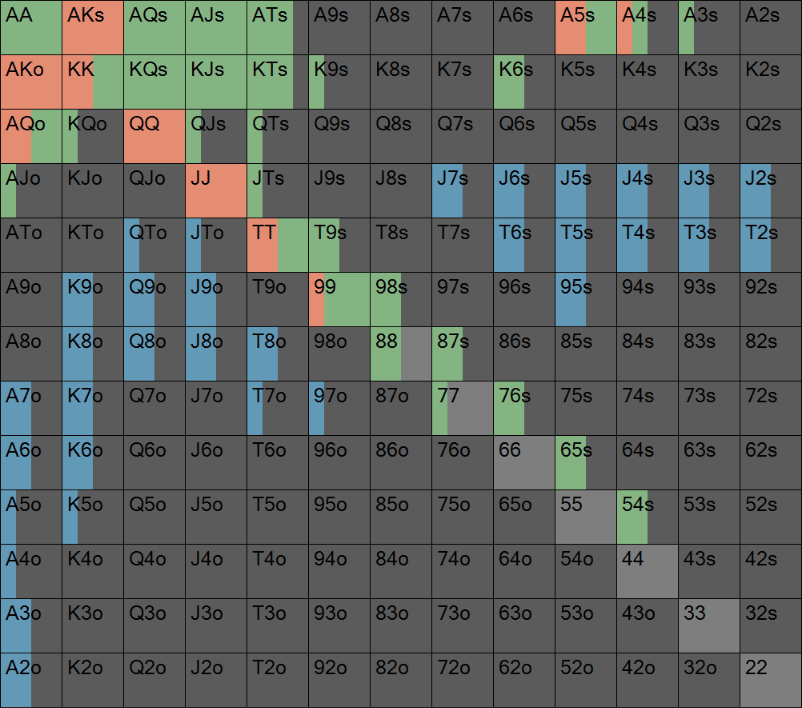 AA AKs AQs AJs ATs A9s A8s A7s A6s A5s A4s A3s A2s
AKo KK KQs KJs KTs K9s K8s K7s K6s K5s K4s K3s K2s
AQo KQo QQ QJs QTs Q9s Q8s Q7s Q6s Q5s Q4s Q3s Q2s
AJo KJo QJo JJ JTs J9s J8s J7s J6s J5s J4s J3s J2s
ATo KTo QTo JTo TT T9s T8s T7s T6s T5s T4s T3s T2s
A9o K9o Q9o J9o T9o 99 98s 97s 96s 95s 94s 93s 92s
A8o K8o Q8o J8o T8o 98o 88 87s 86s 85s 84s 83s 82s
A7o K7o Q7o J7o T7o 97o 87o 77 76s 75s 74s 73s 72s
A6o K6o Q6o J6o T6o 96o 86o 76o 66 65s 64s 63s 62s
A5o K5o Q5o J5o T5o 95o 85o 75o 65o 55 54s 53s 52s
A4o K4o Q4o J4o T4o 94o 84o 74o 64o 54o 44 43s 42s
A3o K3o Q3o J3o T3o 93o 83o 73o 63o 53o 43o 33 32s
A2o K2o Q2o J2o T2o 92o 82o 72o 62o 52o 42o 32o 22